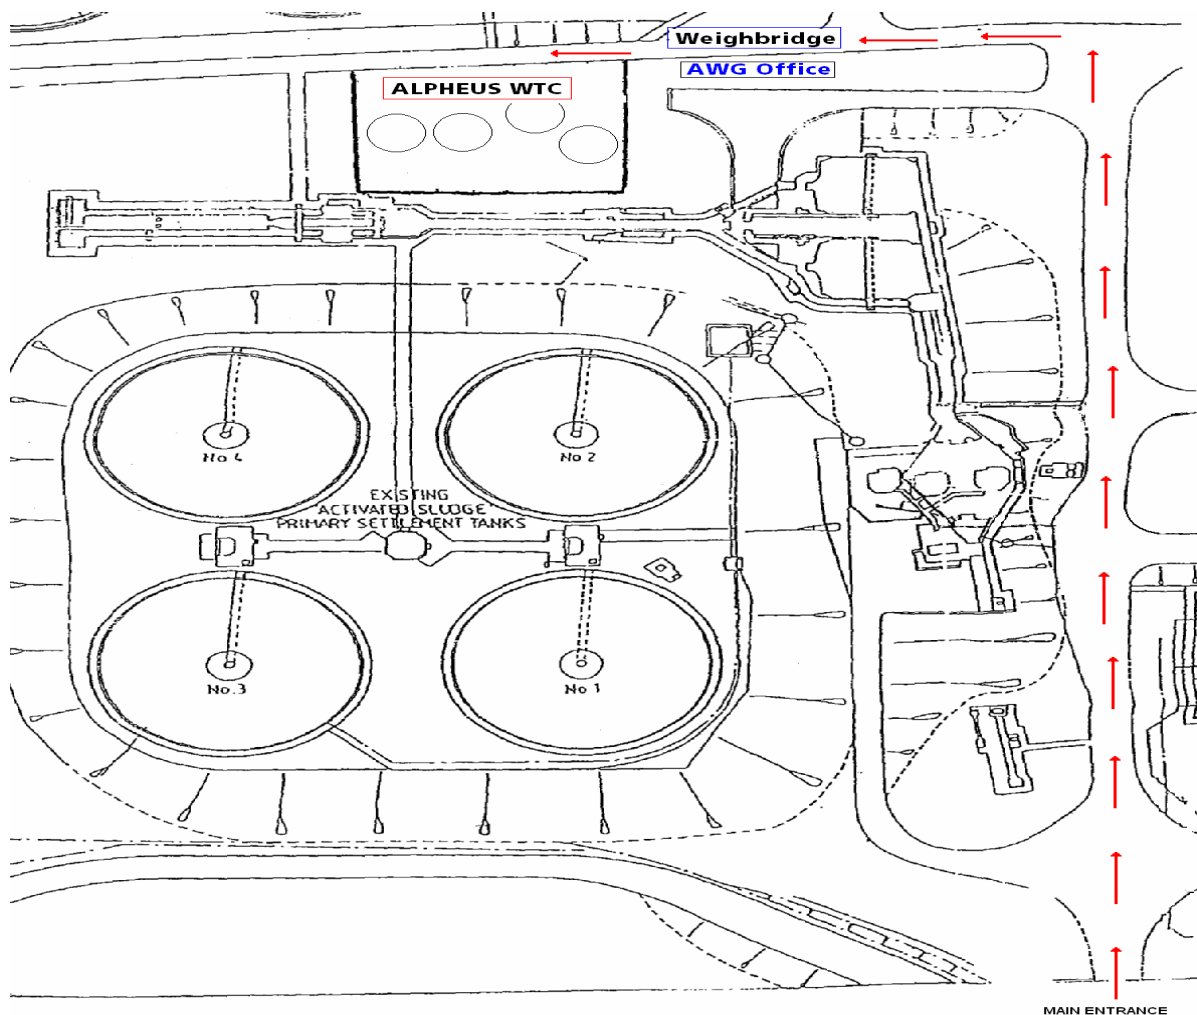 Weighbridge
AWG Office
ALPHEUS WTC
No 4
No 2
EXISTING
"ACTIVATED SLUDGE"
PRIMARY SETTLEMENT TANKS
No.3
No 1
MAIN ENTRANCE